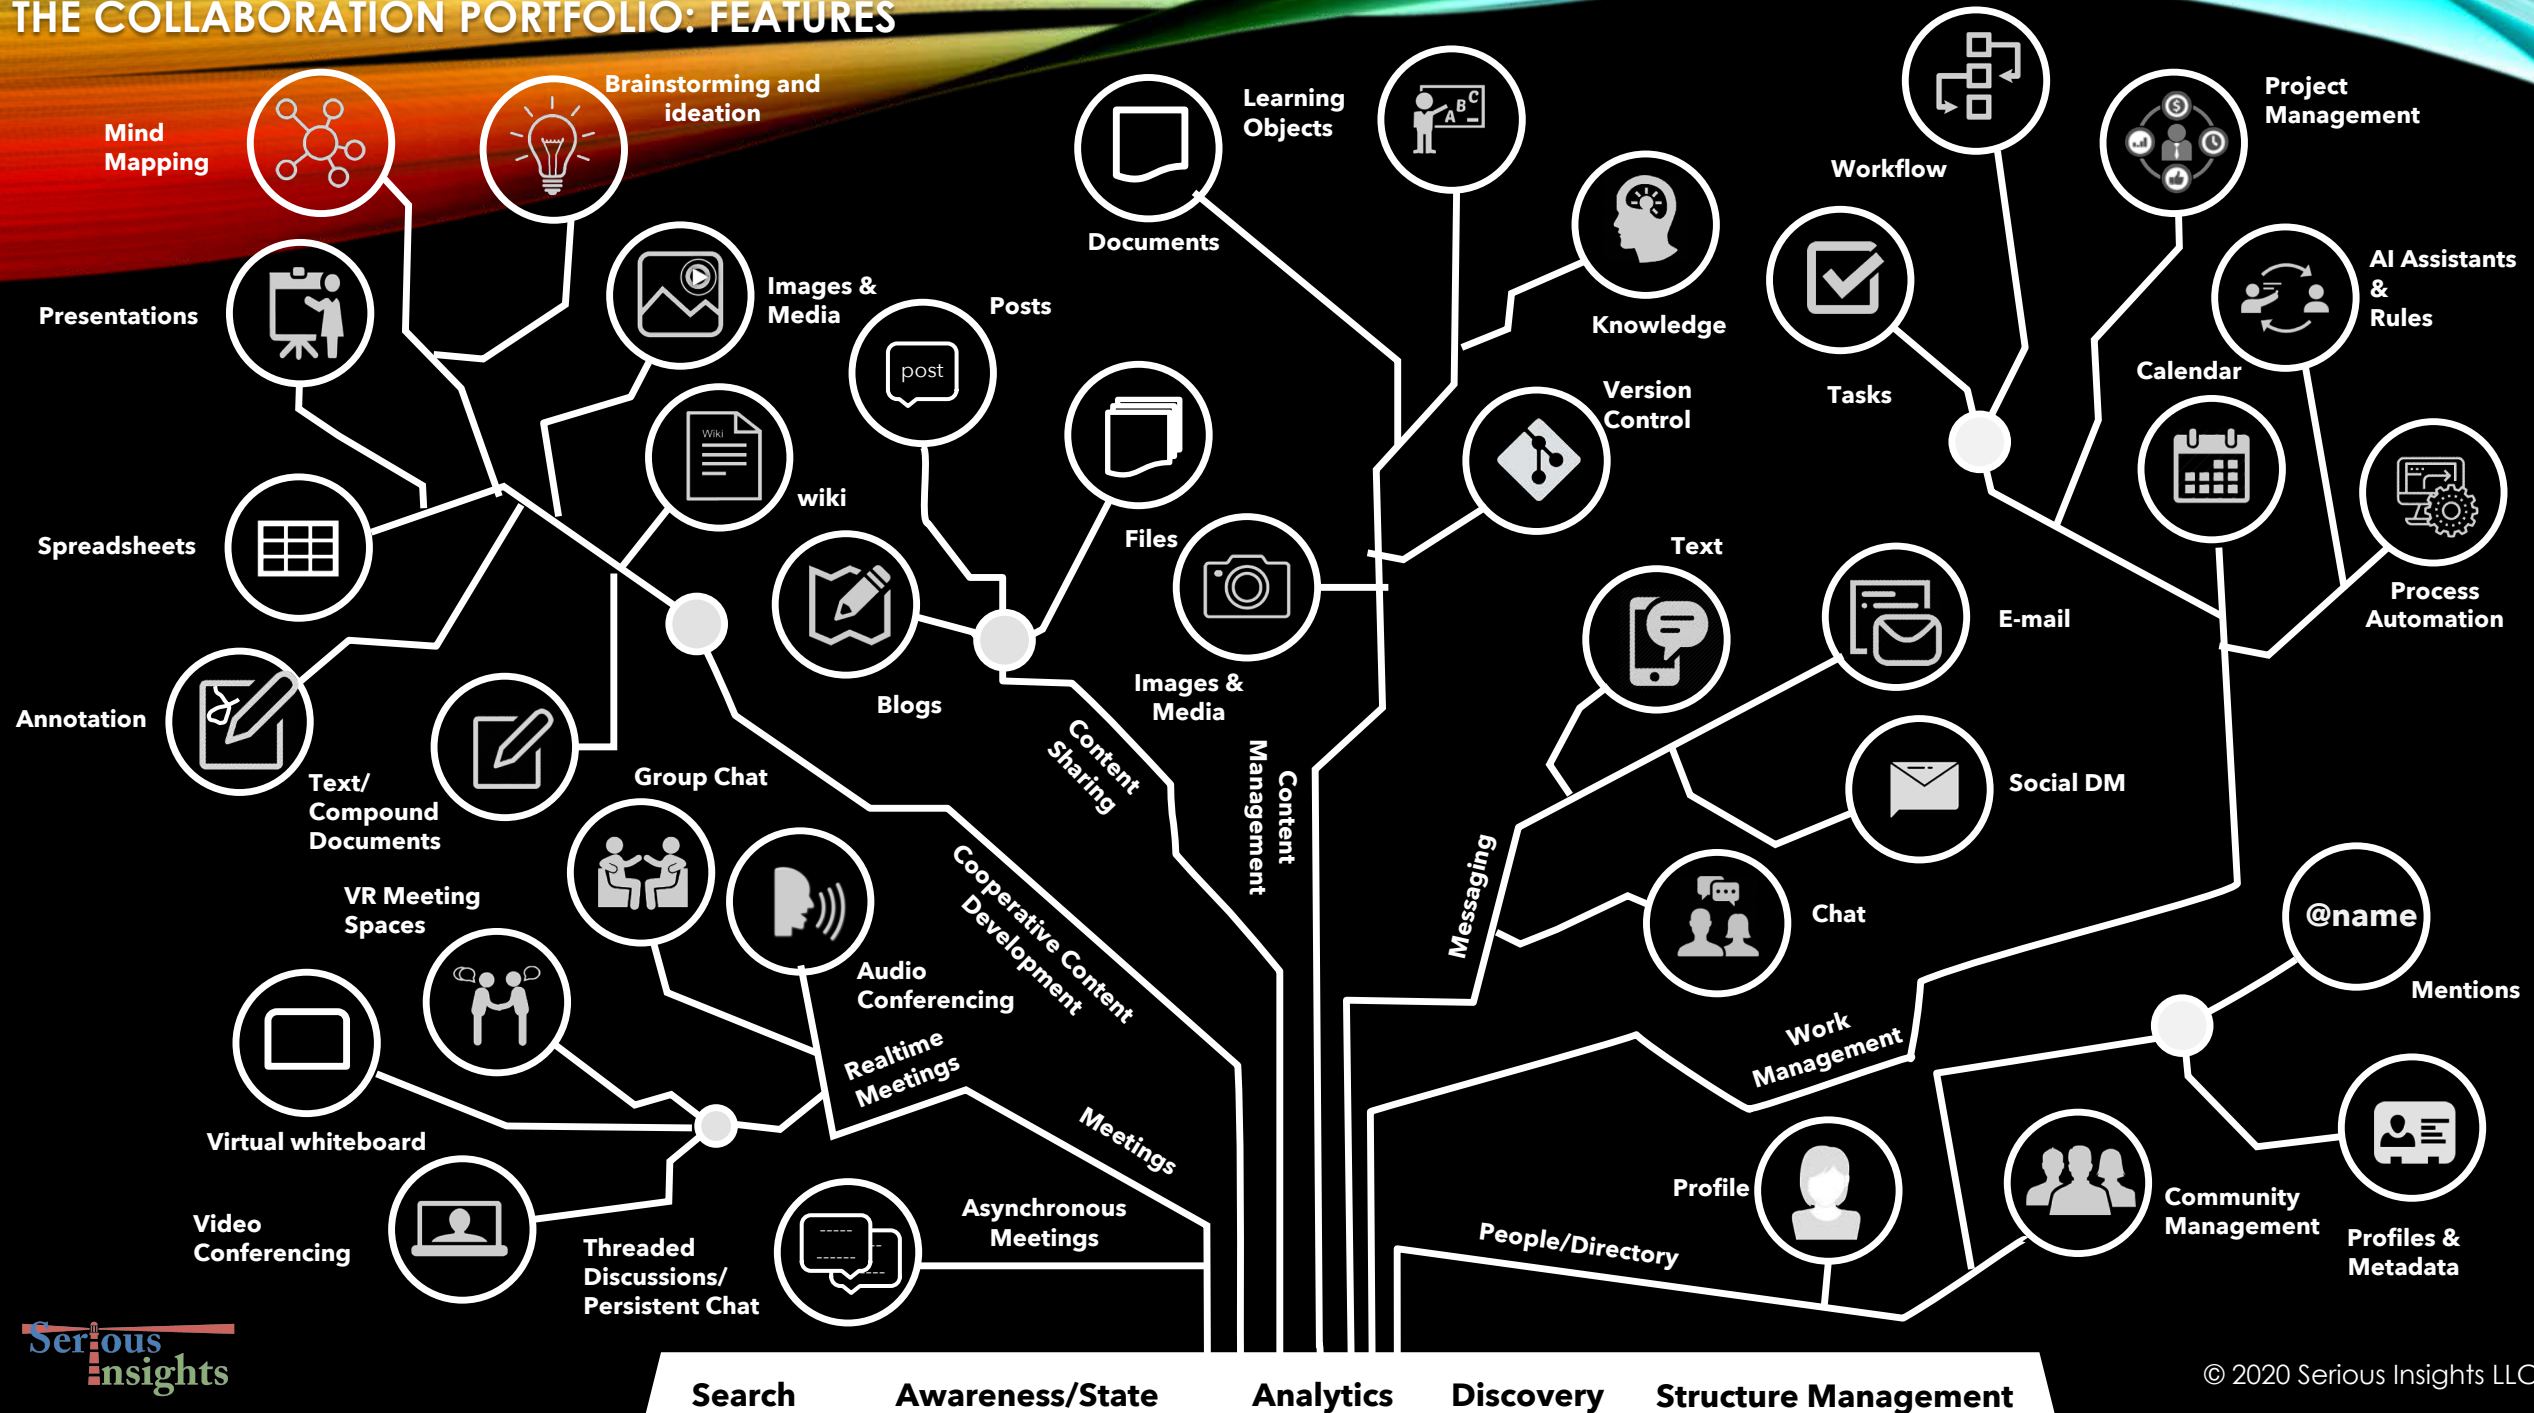 THE COLLABORATION PORTFOLIO: FEATURES
Mind
Mapping
Brainstorming and
ideation
Presentations
Images &
Media
Spreadsheets
Wiki
wiki
Annotation
Text/
Compound
Documents
post
Posts
Files
Blogs
Content
Sharing
Cooperative Content
Development
Documents
Learning
Objects
A B C
Knowledge
Version
Control
Images &
Media
Content
Management
Workflow
Project
Management
$
Tasks
AI Assistants
&
Rules
Calendar
Process
Automation
Text
E-mail
Social DM
Chat
Messaging
Work
Management
Group Chat
Audio
Conferencing
VR Meeting
Spaces
Virtual whiteboard
Video
Conferencing
Realtime
Meetings
Meetings
Threaded
Discussions/
Persistent Chat
Asynchronous
Meetings
@name
Mentions
Profile
Community
Management
Profiles &
Metadata
People/Directory
Serious
Insights
Search
Awareness/State
Analytics
Discovery
Structure Management
© 2020 Serious Insights LLC